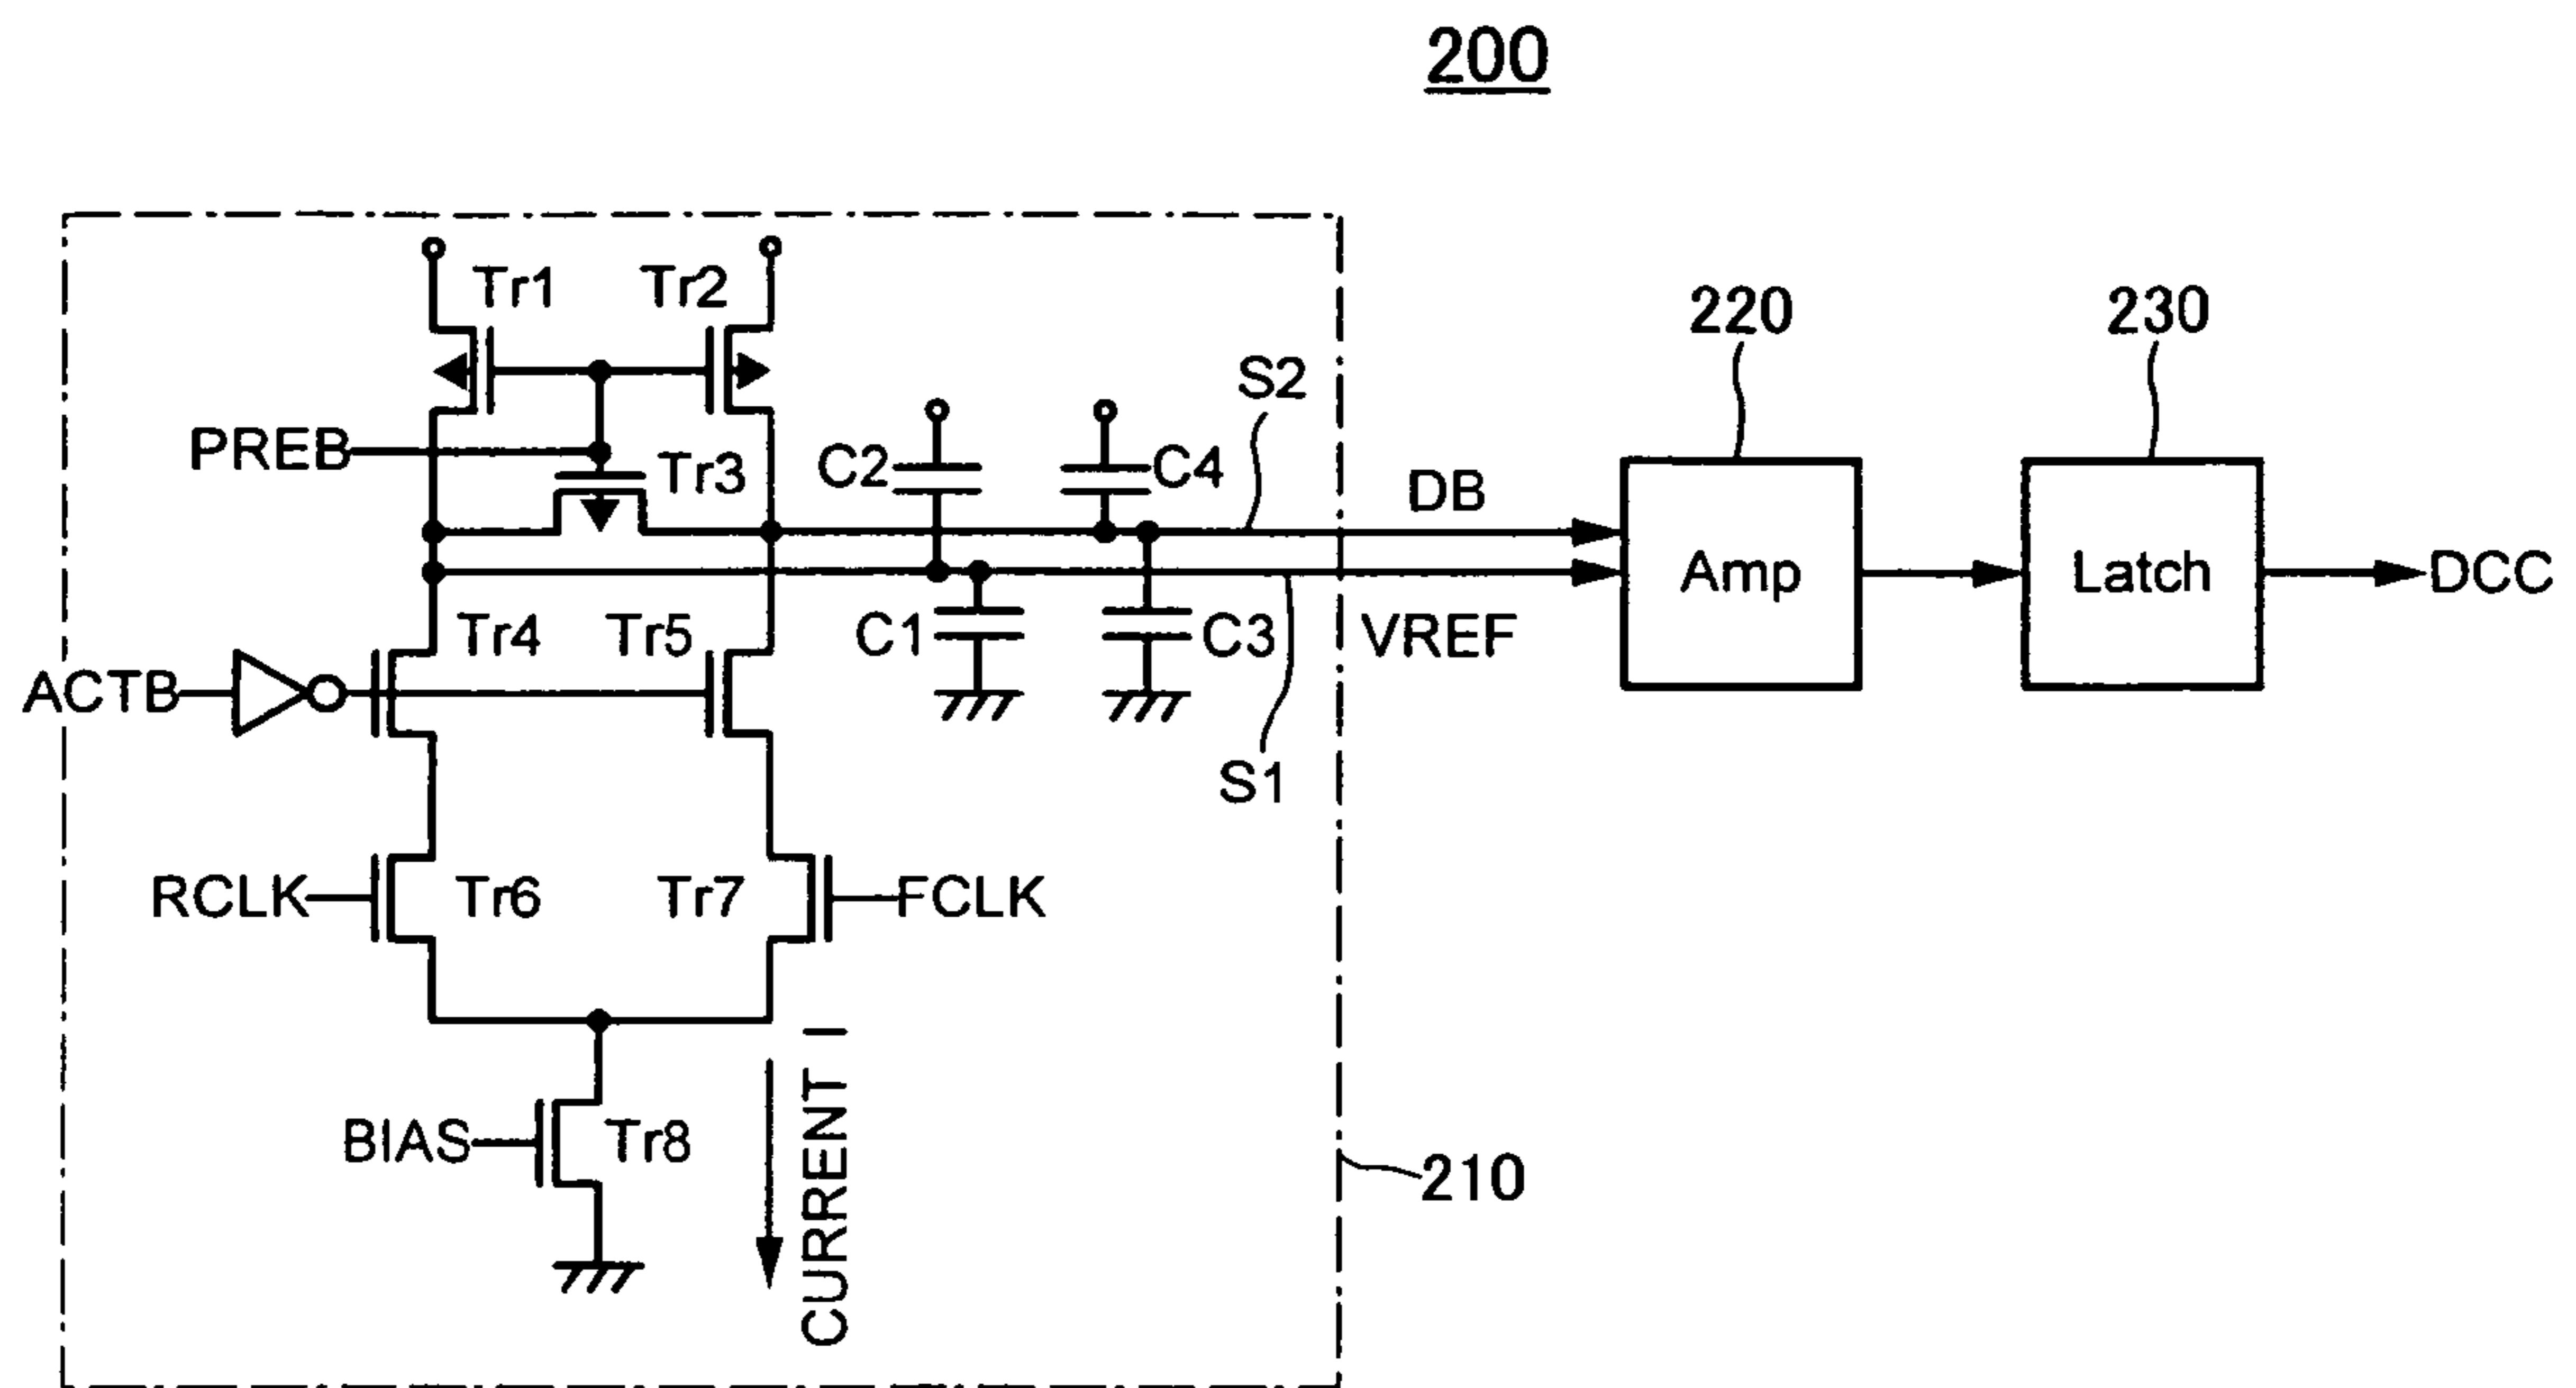 200
Tr1
Tr2
220
230
S2
PREB
Tr3
C2
C4
DB
Amp
Latch
DCC
Tr4
Tr5
C1
C3
VREF
ACTB
S1
RCLK
Tr6
Tr7
FCLK
CURRENT I
BIAS
Tr8
210